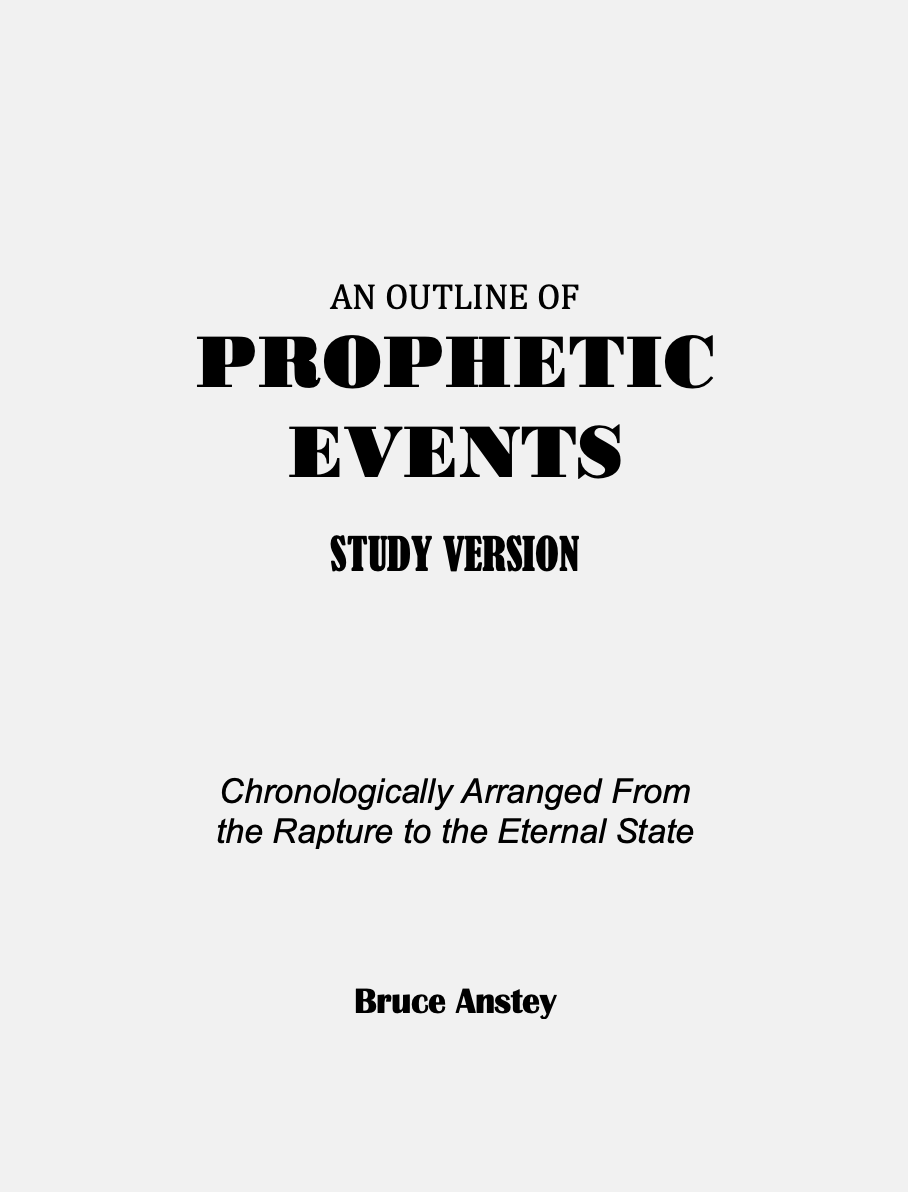 AN OUTLINE OF
PROPHETIC
EVENTS
STUDY VERSION
Chronologically Arranged From
the Rapture to the Eternal State
Bruce Anstey